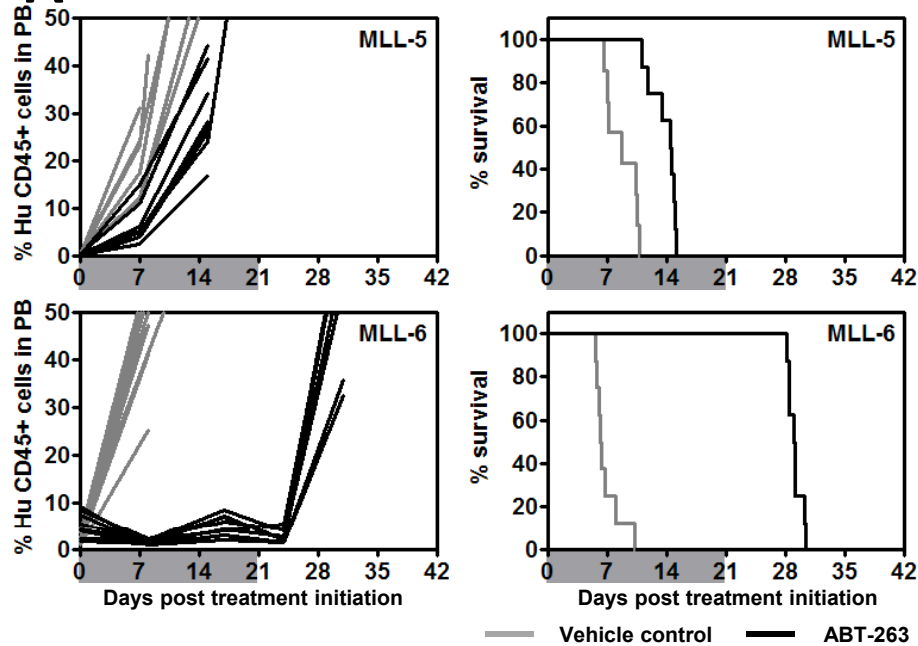 % Hu CD45+ cells in PB
50
40
30
20
10
0
MLL-5
0 7 14 21 28 35 42
% survival
100
80
60
40
20
0
MLL-5
0 7 14 21 28 35 42
% Hu CD45+ cells in PB
50
40
30
20
10
0
MLL-6
0 7 14 21 28 35 42
Days post treatment initiation
% survival
100
80
60
40
20
0
MLL-6
0 7 14 21 28 35 42
Days post treatment initiation
Vehicle control ABT-263